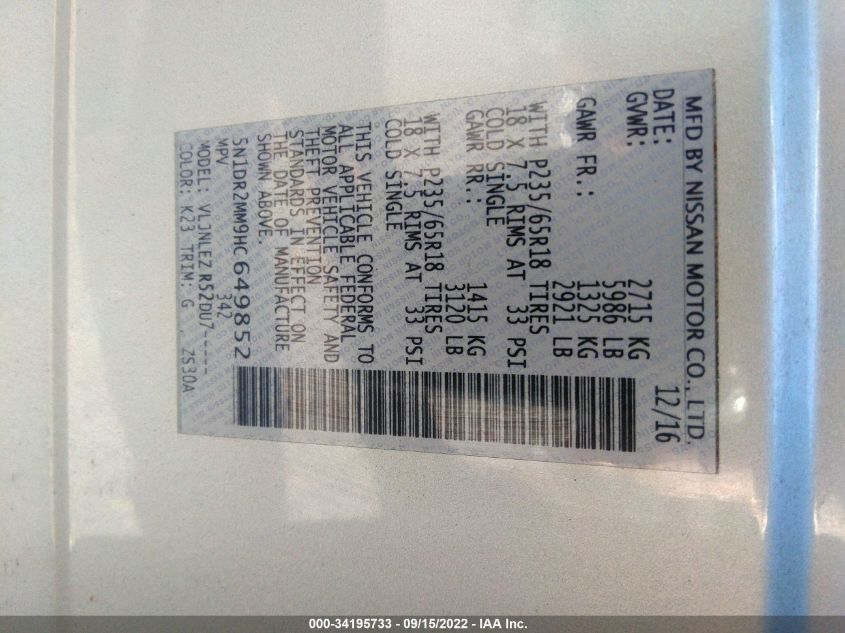 MFD BY NISSAN MOTOR CO., LTD.
DATE: 12/16
GVWR: 2715 KG
5986 LB
GAWR FR.: 1325 KG
2921 LB
WITH P235/65R18 TIRES
18 X 7.5 RIMS AT 33 PSI
COLD SINGLE
GAWR RR.: 1415 KG
3120 LB
WITH P235/65R18 TIRES
18 X 7.5 RIMS AT 33 PSI
COLD SINGLE
THIS VEHICLE CONFORMS TO
ALL APPLICABLE FEDERAL
MOTOR VEHICLE SAFETY AND
THEFT PREVENTION
STANDARDS IN EFFECT ON
THE DATE OF MANUFACTURE
SHOWN ABOVE.
5N1DR2MM9HC649852
MPV 342
MODEL: VLJNLEZ R52DU7-----
COLOR: K23 TRIM: G , ZS30A
000-34195733 - 09/15/2022 - IAA Inc.